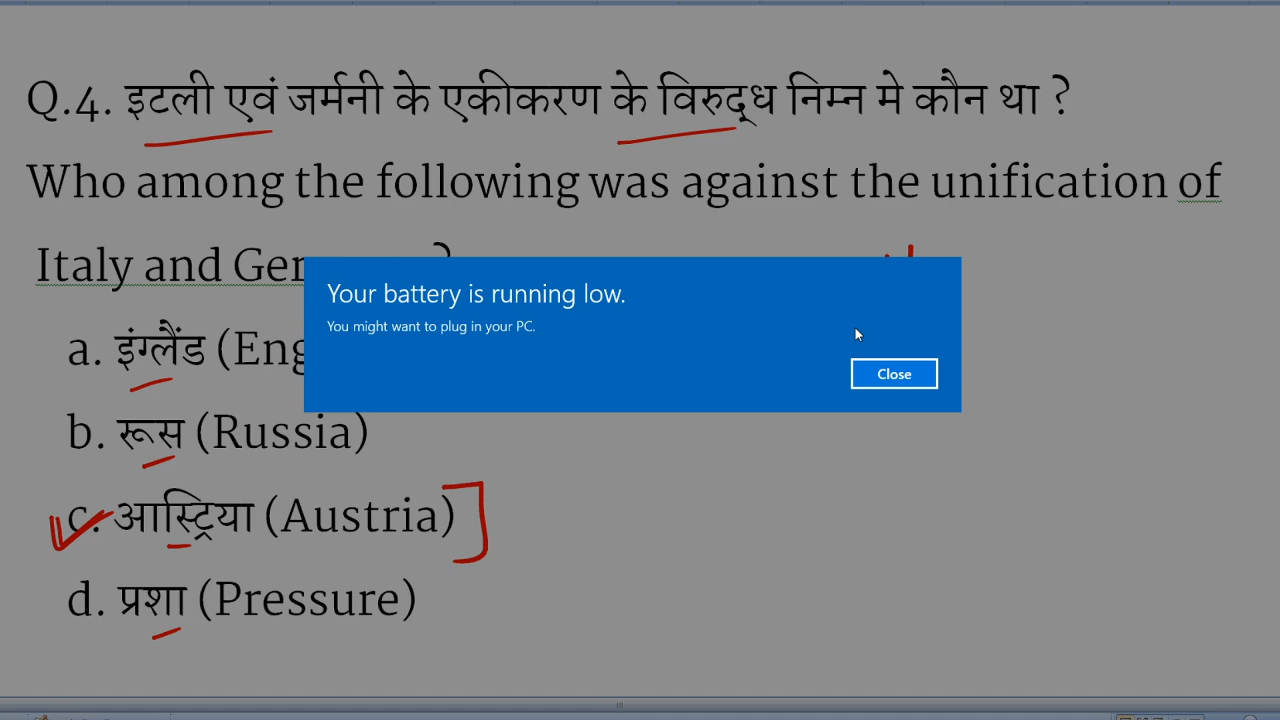 Q.4. इटली एवं जर्मनी के एकीकरण के विरुद्ध निम्न मे कौन था ?
Who among the following was against the unification of
Italy and Ger
Your battery is running low.
You might want to plug in your PC.
Close
a. इंग्लैंड (Eng
b. रूस (Russia)
c. आस्ट्रिया (Austria)
d. प्रशा (Pressure)